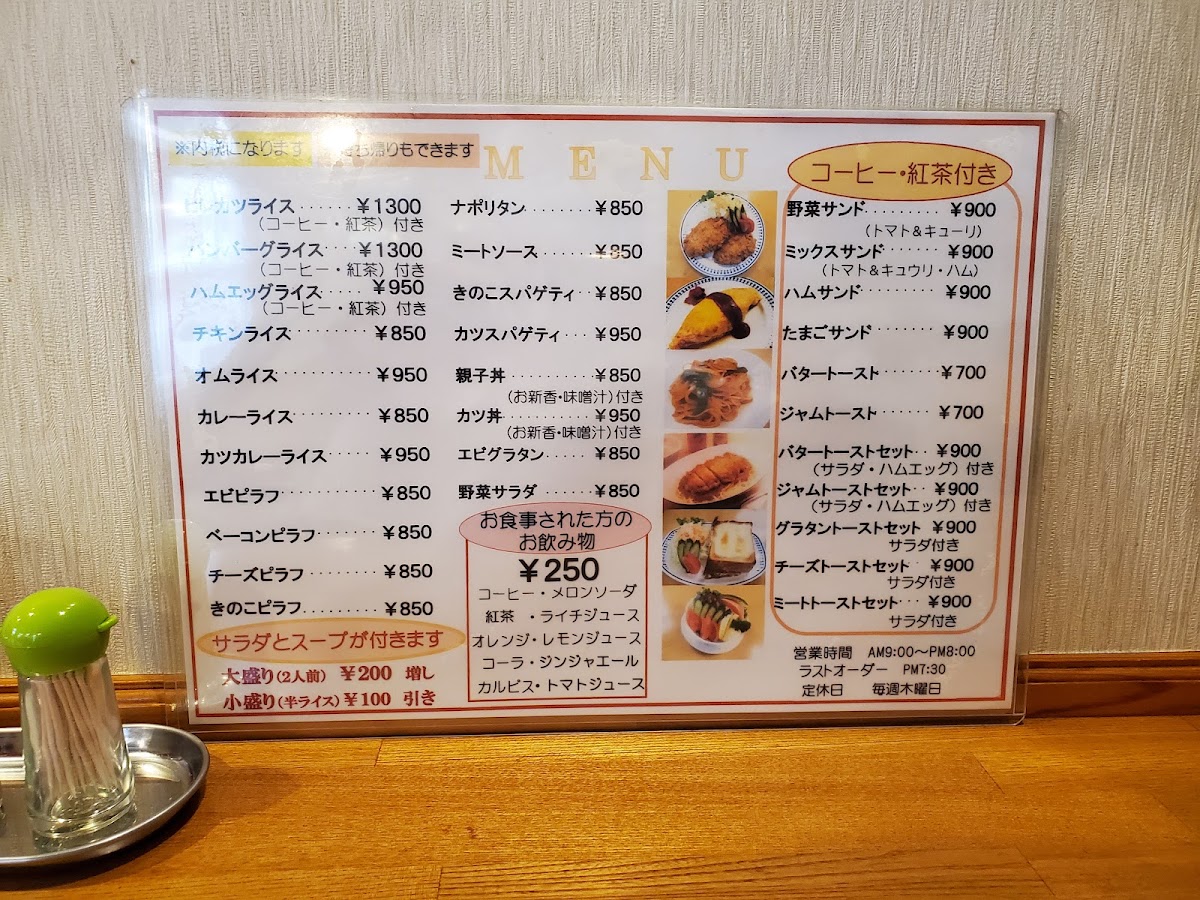 ※内税になります
お持ち帰りもできます
MENU
ヒレカツライス......¥1300
(コーヒー・紅茶)付き
ハンバーグライス....¥1300
(コーヒー・紅茶)付き
ハムエッグライス.....¥950
(コーヒー・紅茶)付き
チキンライス.........¥850
オムライス..........¥950
カレーライス.........¥850
カツカレーライス.....¥950
エビピラフ..........¥850
ベーコンピラフ.......¥850
チーズピラフ........¥850
きのこピラフ.........¥850
サラダとスープが付きます
大盛り(2人前) ¥200 増し
小盛り(半ライス)¥100 引き
ナポリタン........¥850
ミートソース......¥850
きのこスパゲティ..¥850
カツスパゲティ...¥950
親子丼..........¥850
(お新香・味噌汁)付き
カツ丼...........¥950
(お新香・味噌汁)付き
エビグラタン.....¥850
野菜サラダ......¥850
お食事された方の
お飲み物
¥250
コーヒー・メロンソーダ
紅茶 ・ライチジュース
オレンジ・レモンジュース
コーラ・ジンジャエール
カルピス・トマトジュース
コーヒー・紅茶付き
野菜サンド.........¥900
(トマト&キューリ)
ミックスサンド......¥900
(トマト&キュウリ・ハム)
ハムサンド.........¥900
たまごサンド.......¥900
バタートースト......¥700
ジャムトースト......¥700
バタートーストセット..¥900
(サラダ・ハムエッグ)付き
ジャムトーストセット..¥900
(サラダ・ハムエッグ)付き
グラタントーストセット ¥900
サラダ付き
チーズトーストセット..¥900
サラダ付き
ミートトーストセット...¥900
サラダ付き
営業時間 AM9:00〜PM8:00
ラストオーダー PM7:30
定休日 毎週木曜日